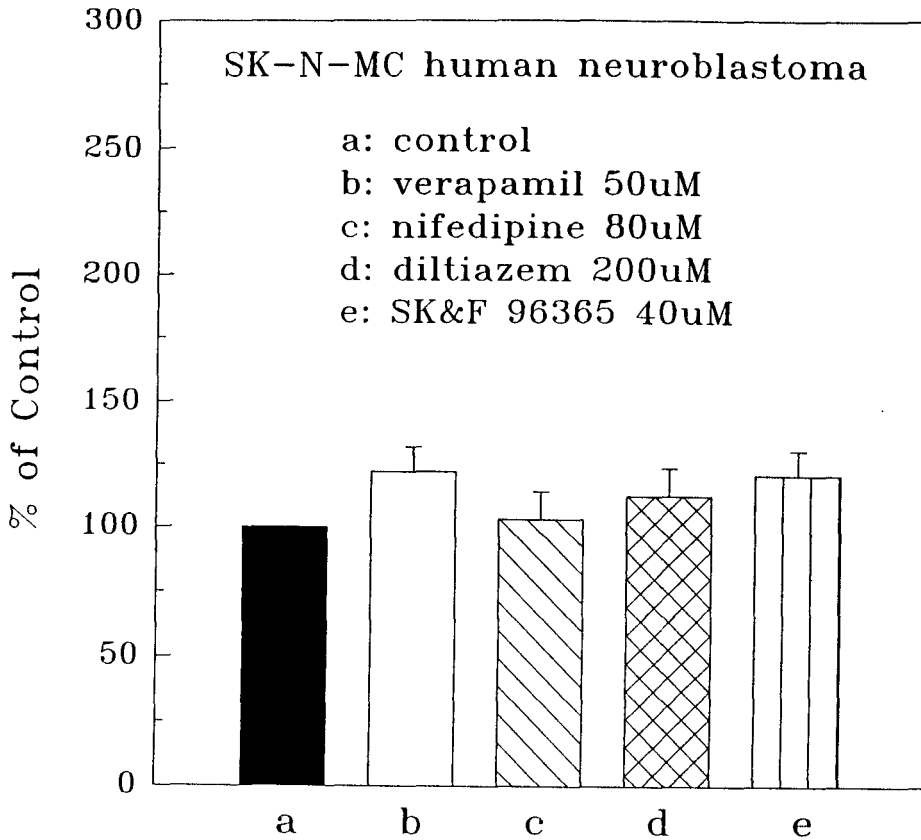 300
250
200
150
100
50
0
% of Control
SK-N-MC human neuroblastoma
a: control
b: verapamil 50uM
c: nifedipine 80uM
d: diltiazem 200uM
e: SK&F 96365 40uM
a b c d e